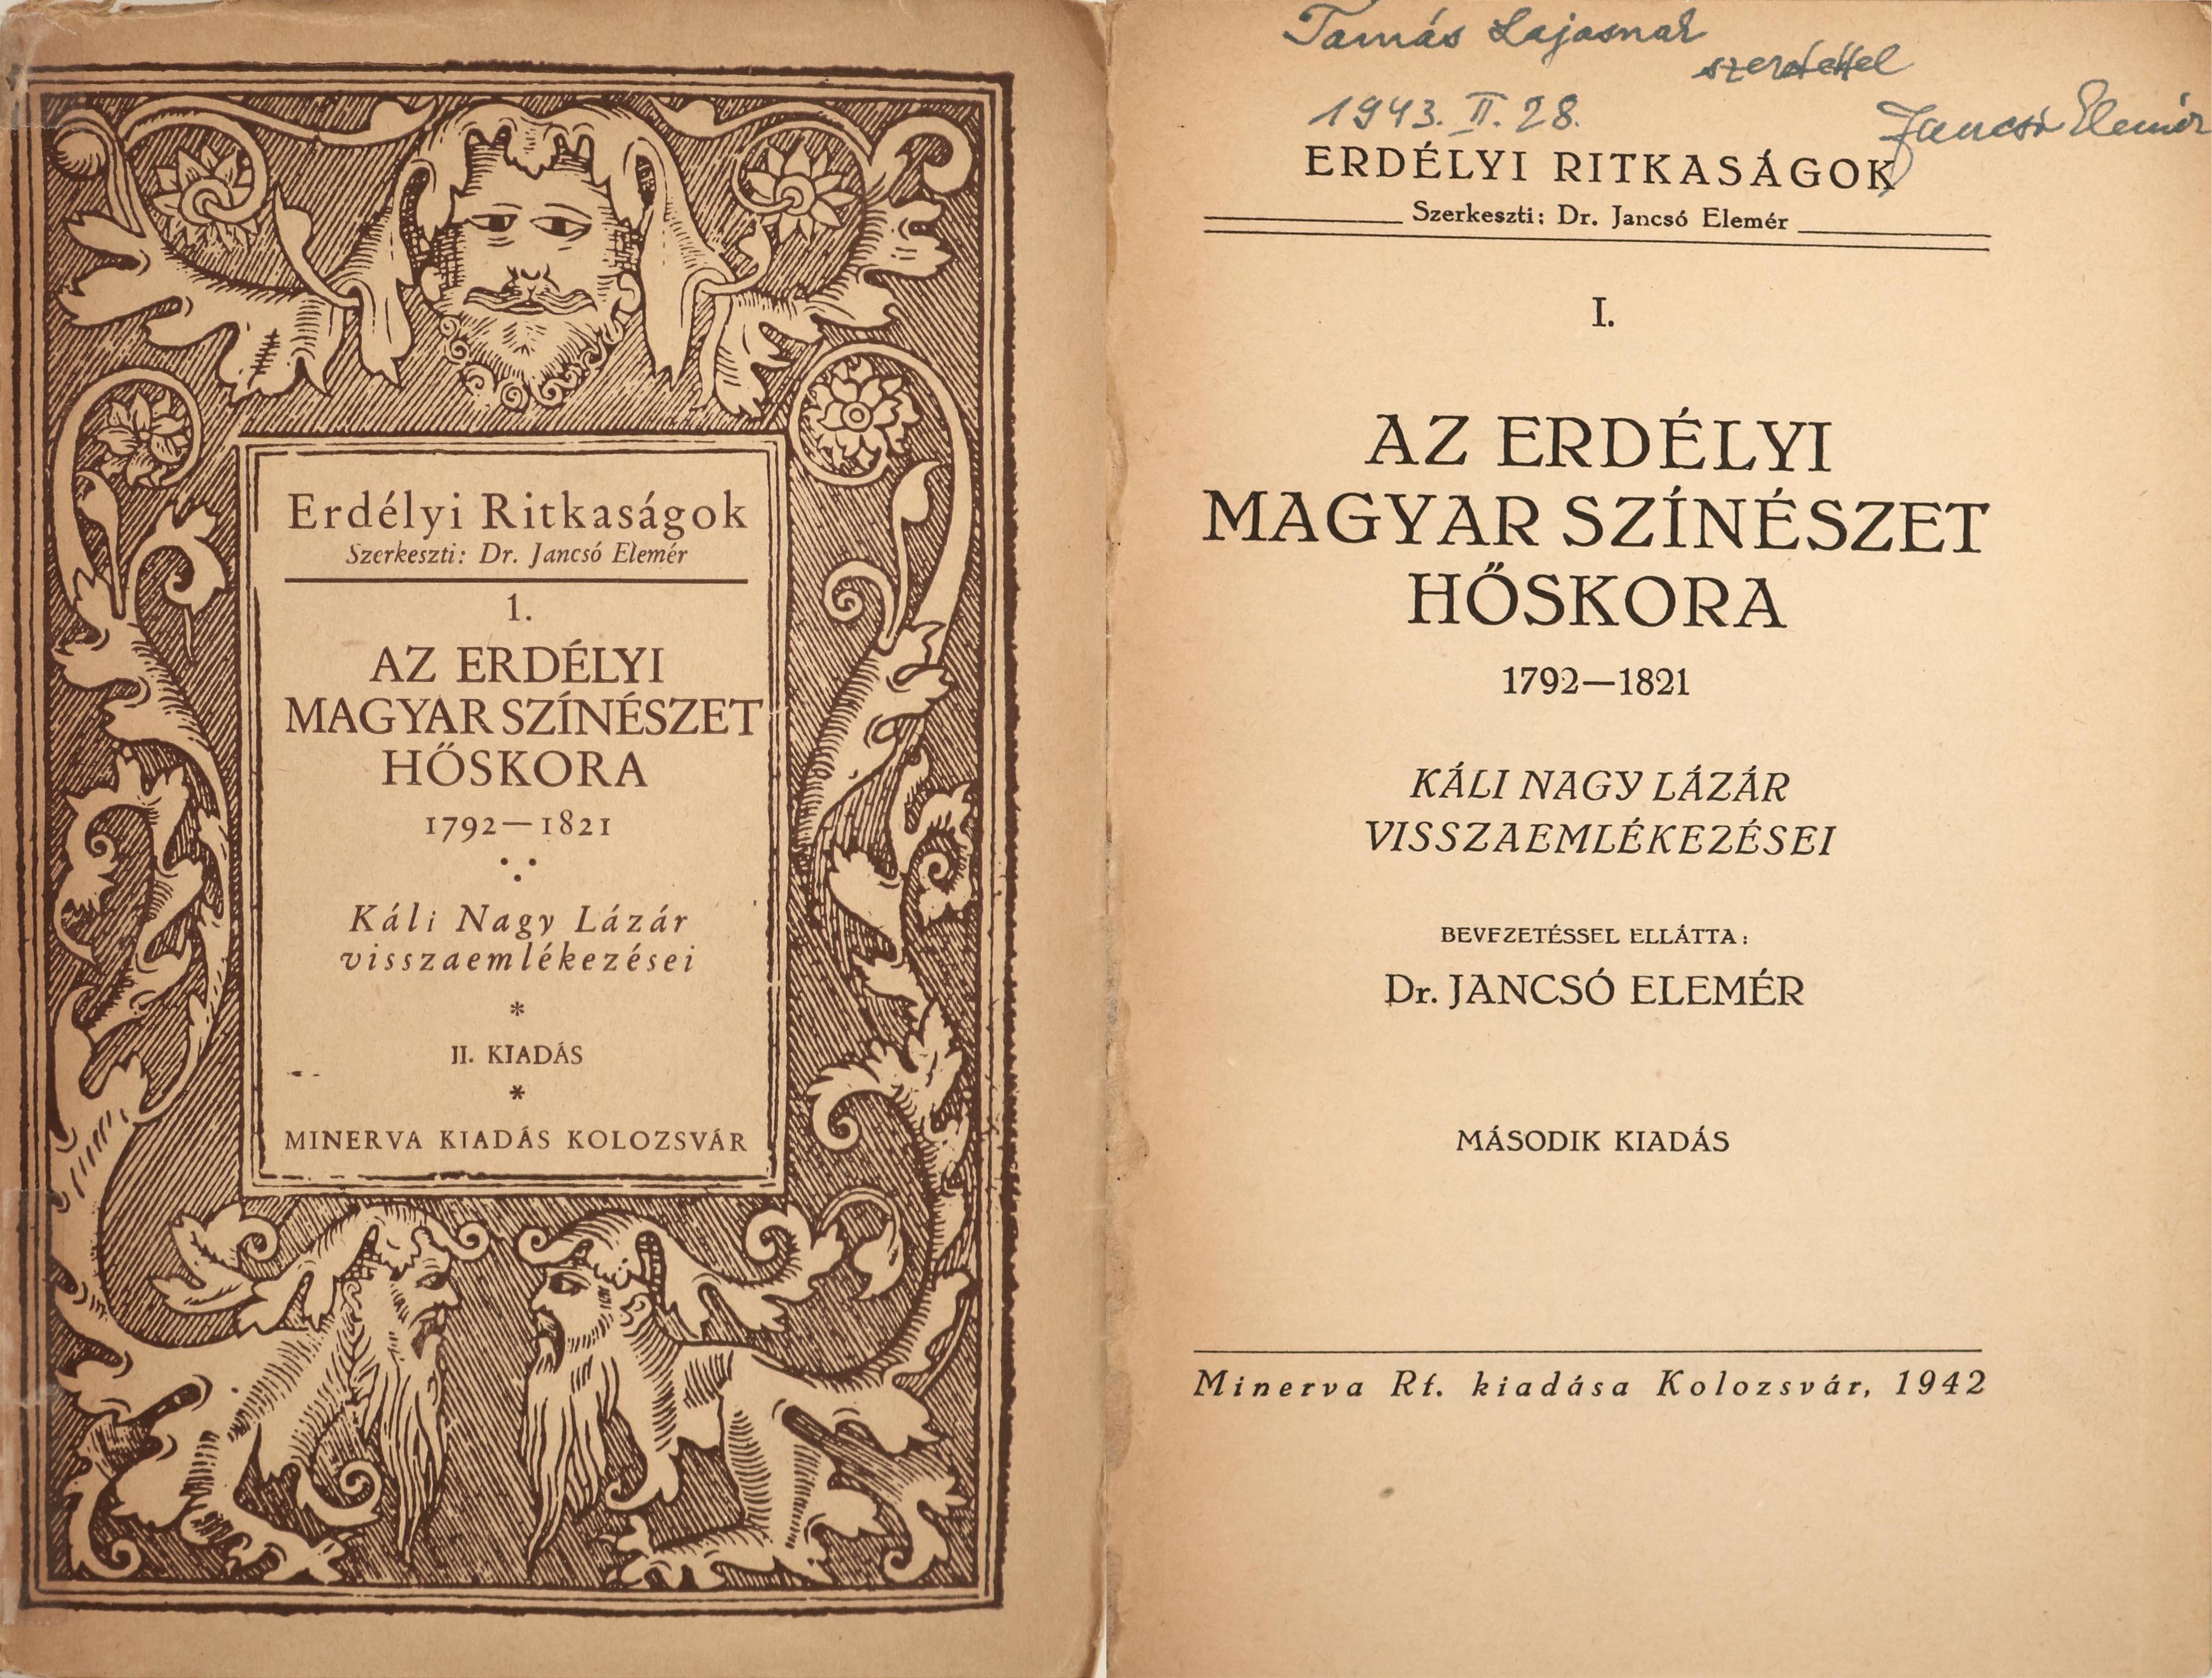 Erdélyi Ritkaságok
Szerkeszti: Dr. Jancsó Elemér
1.
AZ ERDÉLYI
MAGYAR SZÍNÉSZET
HŐSKORA
1792—1821
Káli Nagy Lázár
visszaemlékezései
*
II. KIADÁS
*
MINERVA KIADÁS KOLOZSVÁR
Tamás Lajosnak
szeretettel
1943. II. 28.
Jancsó Elemér
ERDÉLYI RITKASÁGOK
Szerkeszti: Dr. Jancsó Elemér
I.
AZ ERDÉLYI
MAGYAR SZÍNÉSZET
HŐSKORA
1792—1821
KÁLI NAGY LÁZÁR
VISSZAEMLÉKEZÉSEI
BEVEZETÉSSEL ELLÁTTA:
Dr. JANCSÓ ELEMÉR
MÁSODIK KIADÁS
Minerva Rt. kiadása Kolozsvár, 1942